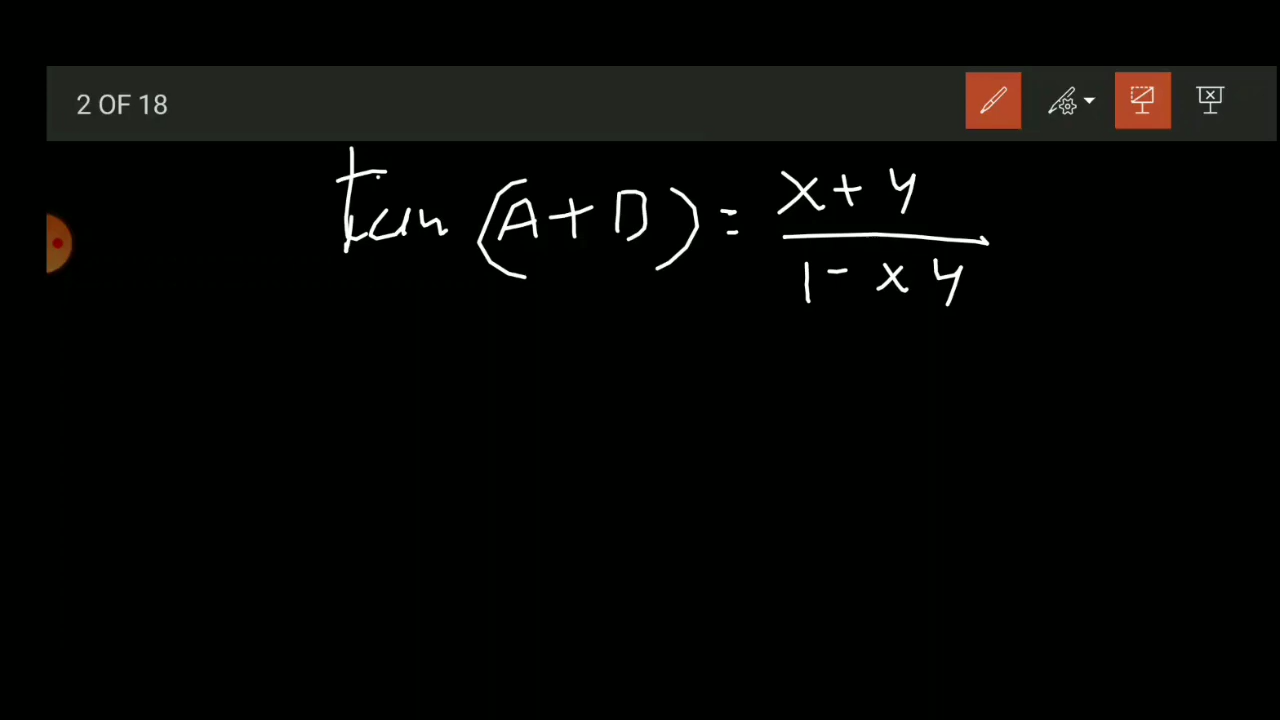 2 OF 18
tan (A+B) = x+y
1-xy